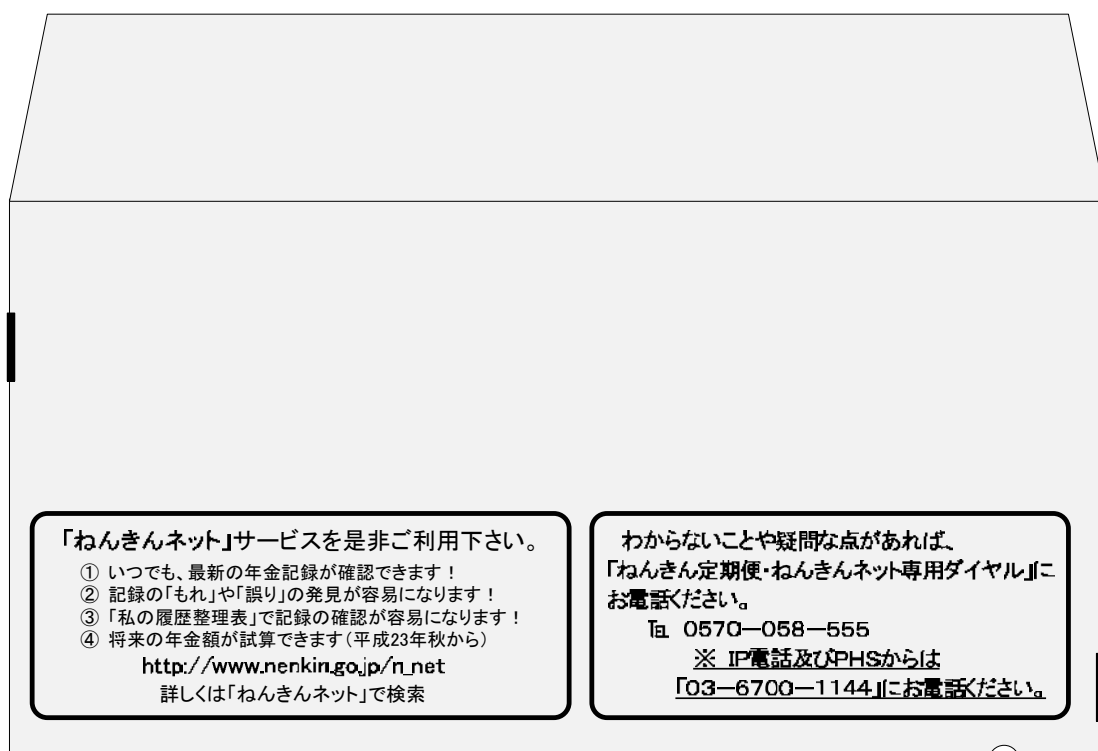 「ねんきんネット」サービスを是非ご利用下さい。
① いつでも、最新の年金記録が確認できます！
② 記録の「もれ」や「誤り」の発見が容易になります！
③ 「私の履歴整理表」で記録の確認が容易になります！
④ 将来の年金額が試算できます（平成23年秋から）
http://www.nenkin.go.jp/n_net
詳しくは「ねんきんネット」で検索
わからないことや疑問な点があれば、
「ねんきん定期便・ねんきんネット専用ダイヤル」に
お電話ください。
℡ 0570－058－555
※ IP電話及びPHSからは
「03－6700－1144」にお電話ください。